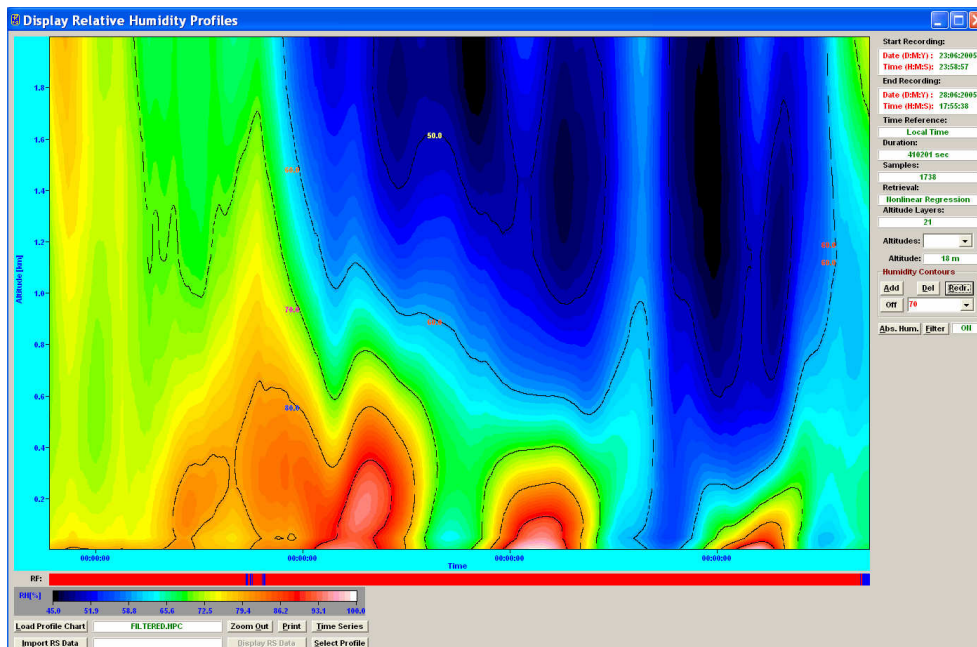 Display Relative Humidity Profiles
Start Recording:
Date (D:M:Y) : 23:06:2005
Time (H:M:S): 23:58:57
End Recording:
Date (D:M:Y) : 28:06:2005
Time (H:M:S): 17:55:38
Time Reference:
Local Time
Duration:
410201 sec
Samples:
1738
Retrieval:
Nonlinear Regression
Altitude Layers:
21
Altitudes:
Altitude: 18 m
Humidity Contours
Add Del Redr.
Off 70
Abs. Hum. Filter
Altitude[km]
1.8
1.6
1.4
1.2
1.0
0.8
0.6
0.4
0.2
50.0
70.0
80.0
00:00:00 00:00:00 00:00:00 00:00:00
Time
RF:
RH[%]
45.0 51.9 58.8 65.6 72.5 79.4 86.2 93.1 100.0
Load Profile Chart FILTERED.HPC Zoom Out Print Time Series
Import RS Data Display RS Data Select Profile